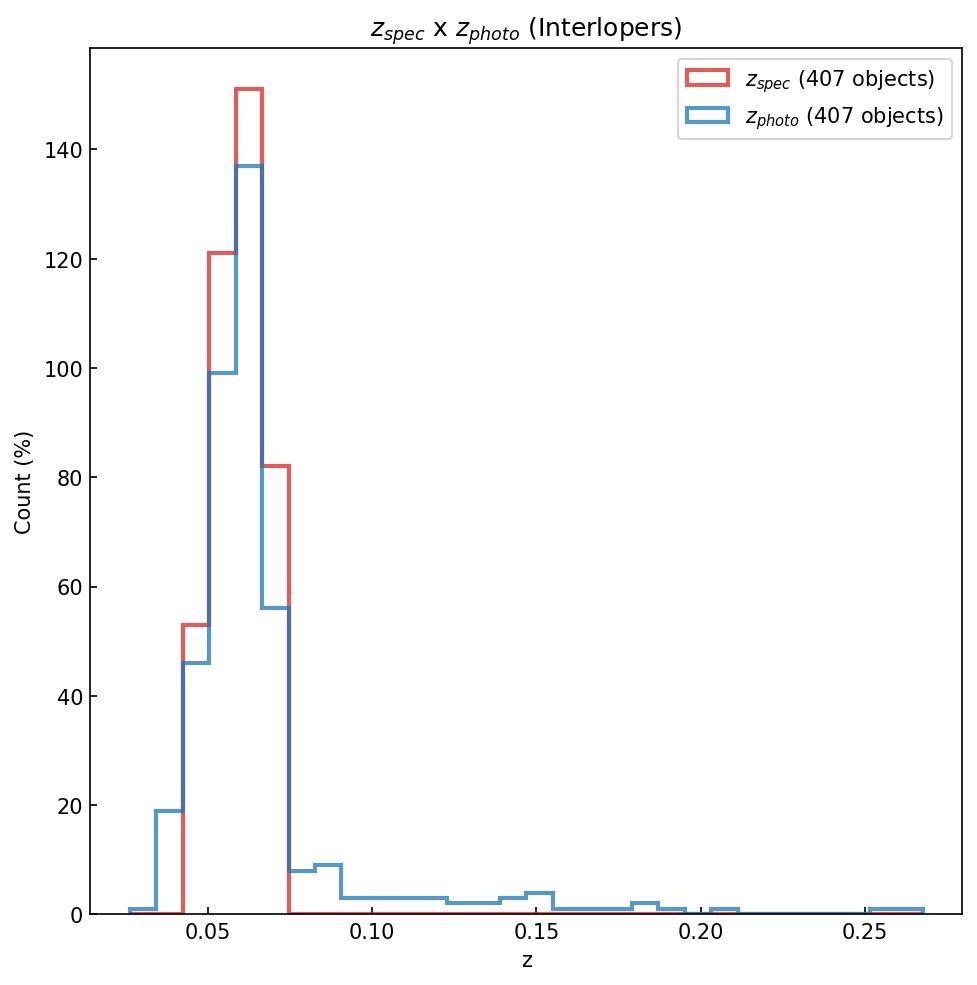 z_spec x z_photo (Interlopers)
z_spec (407 objects)
z_photo (407 objects)
Count (%)
140
120
100
80
60
40
20
0
0.05 0.10 0.15 0.20 0.25
z